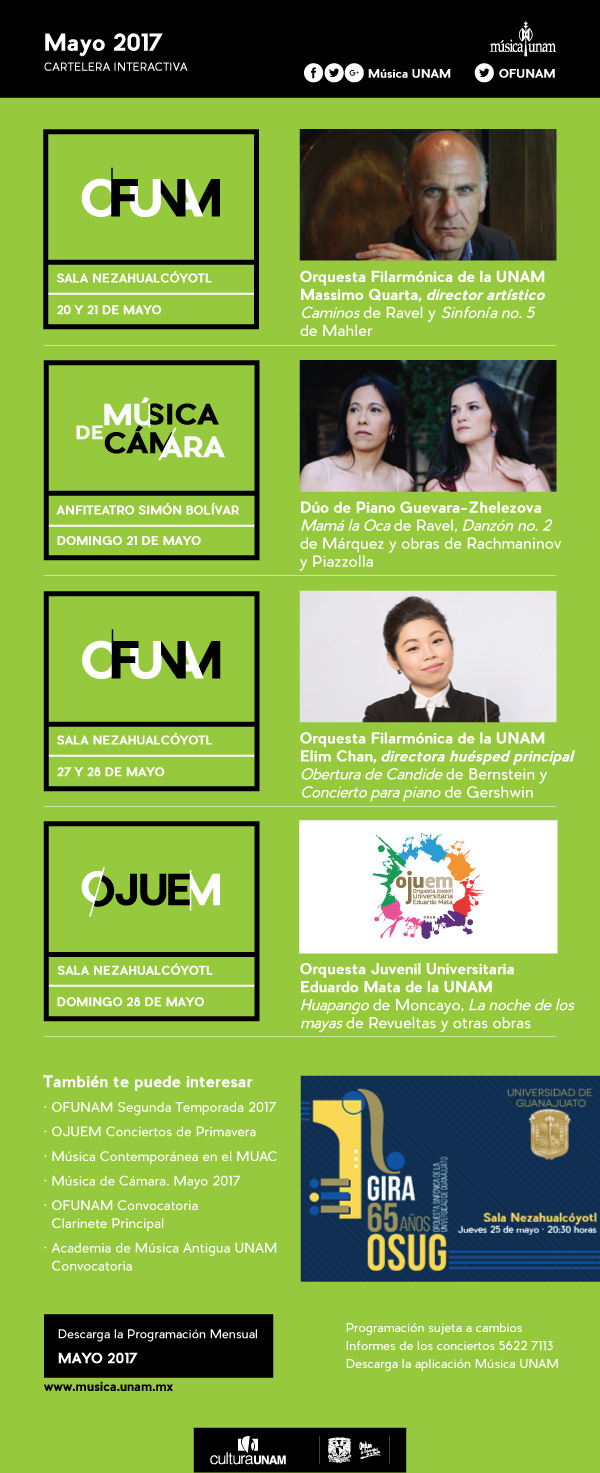 Mayo 2017
CARTELERA INTERACTIVA
música unam
Música UNAM
OFUNAM
OFUNAM
SALA NEZAHUALCÓYOTL
20 Y 21 DE MAYO
Orquesta Filarmónica de la UNAM
Massimo Quarta, director artístico
Caminos de Ravel y Sinfonía no. 5
de Mahler
DE MÚSICA
CÁMARA
ANFITEATRO SIMÓN BOLÍVAR
DOMINGO 21 DE MAYO
Dúo de Piano Guevara-Zhelezova
Mamá la Oca de Ravel, Danzón no. 2
de Márquez y obras de Rachmaninov
y Piazzolla
OFUNAM
SALA NEZAHUALCÓYOTL
27 Y 28 DE MAYO
Orquesta Filarmónica de la UNAM
Elim Chan, directora huésped principal
Obertura de Candide de Bernstein y
Concierto para piano de Gershwin
OJUEM
SALA NEZAHUALCÓYOTL
DOMINGO 28 DE MAYO
ojuem
Orquesta Juvenil
Universitaria
Eduardo Mata
UNAM
Orquesta Juvenil Universitaria
Eduardo Mata de la UNAM
Huapango de Moncayo, La noche de los
mayas de Revueltas y otras obras
También te puede interesar
· OFUNAM Segunda Temporada 2017
· OJUEM Conciertos de Primavera
· Música Contemporánea en el MUAC
· Música de Cámara. Mayo 2017
· OFUNAM Convocatoria
Clarinete Principal
· Academia de Música Antigua UNAM
Convocatoria
UNIVERSIDAD DE
GUANAJUATO
GIRA
65 AÑOS
OSUG
ORQUESTA SINFÓNICA DE LA
UNIVERSIDAD DE GUANAJUATO
Sala Nezahualcóyotl
Jueves 25 de mayo · 20:30 horas
Descarga la Programación Mensual
MAYO 2017
www.musica.unam.mx
Programación sujeta a cambios
Informes de los conciertos 5622 7113
Descarga la aplicación Música UNAM
culturaUNAM